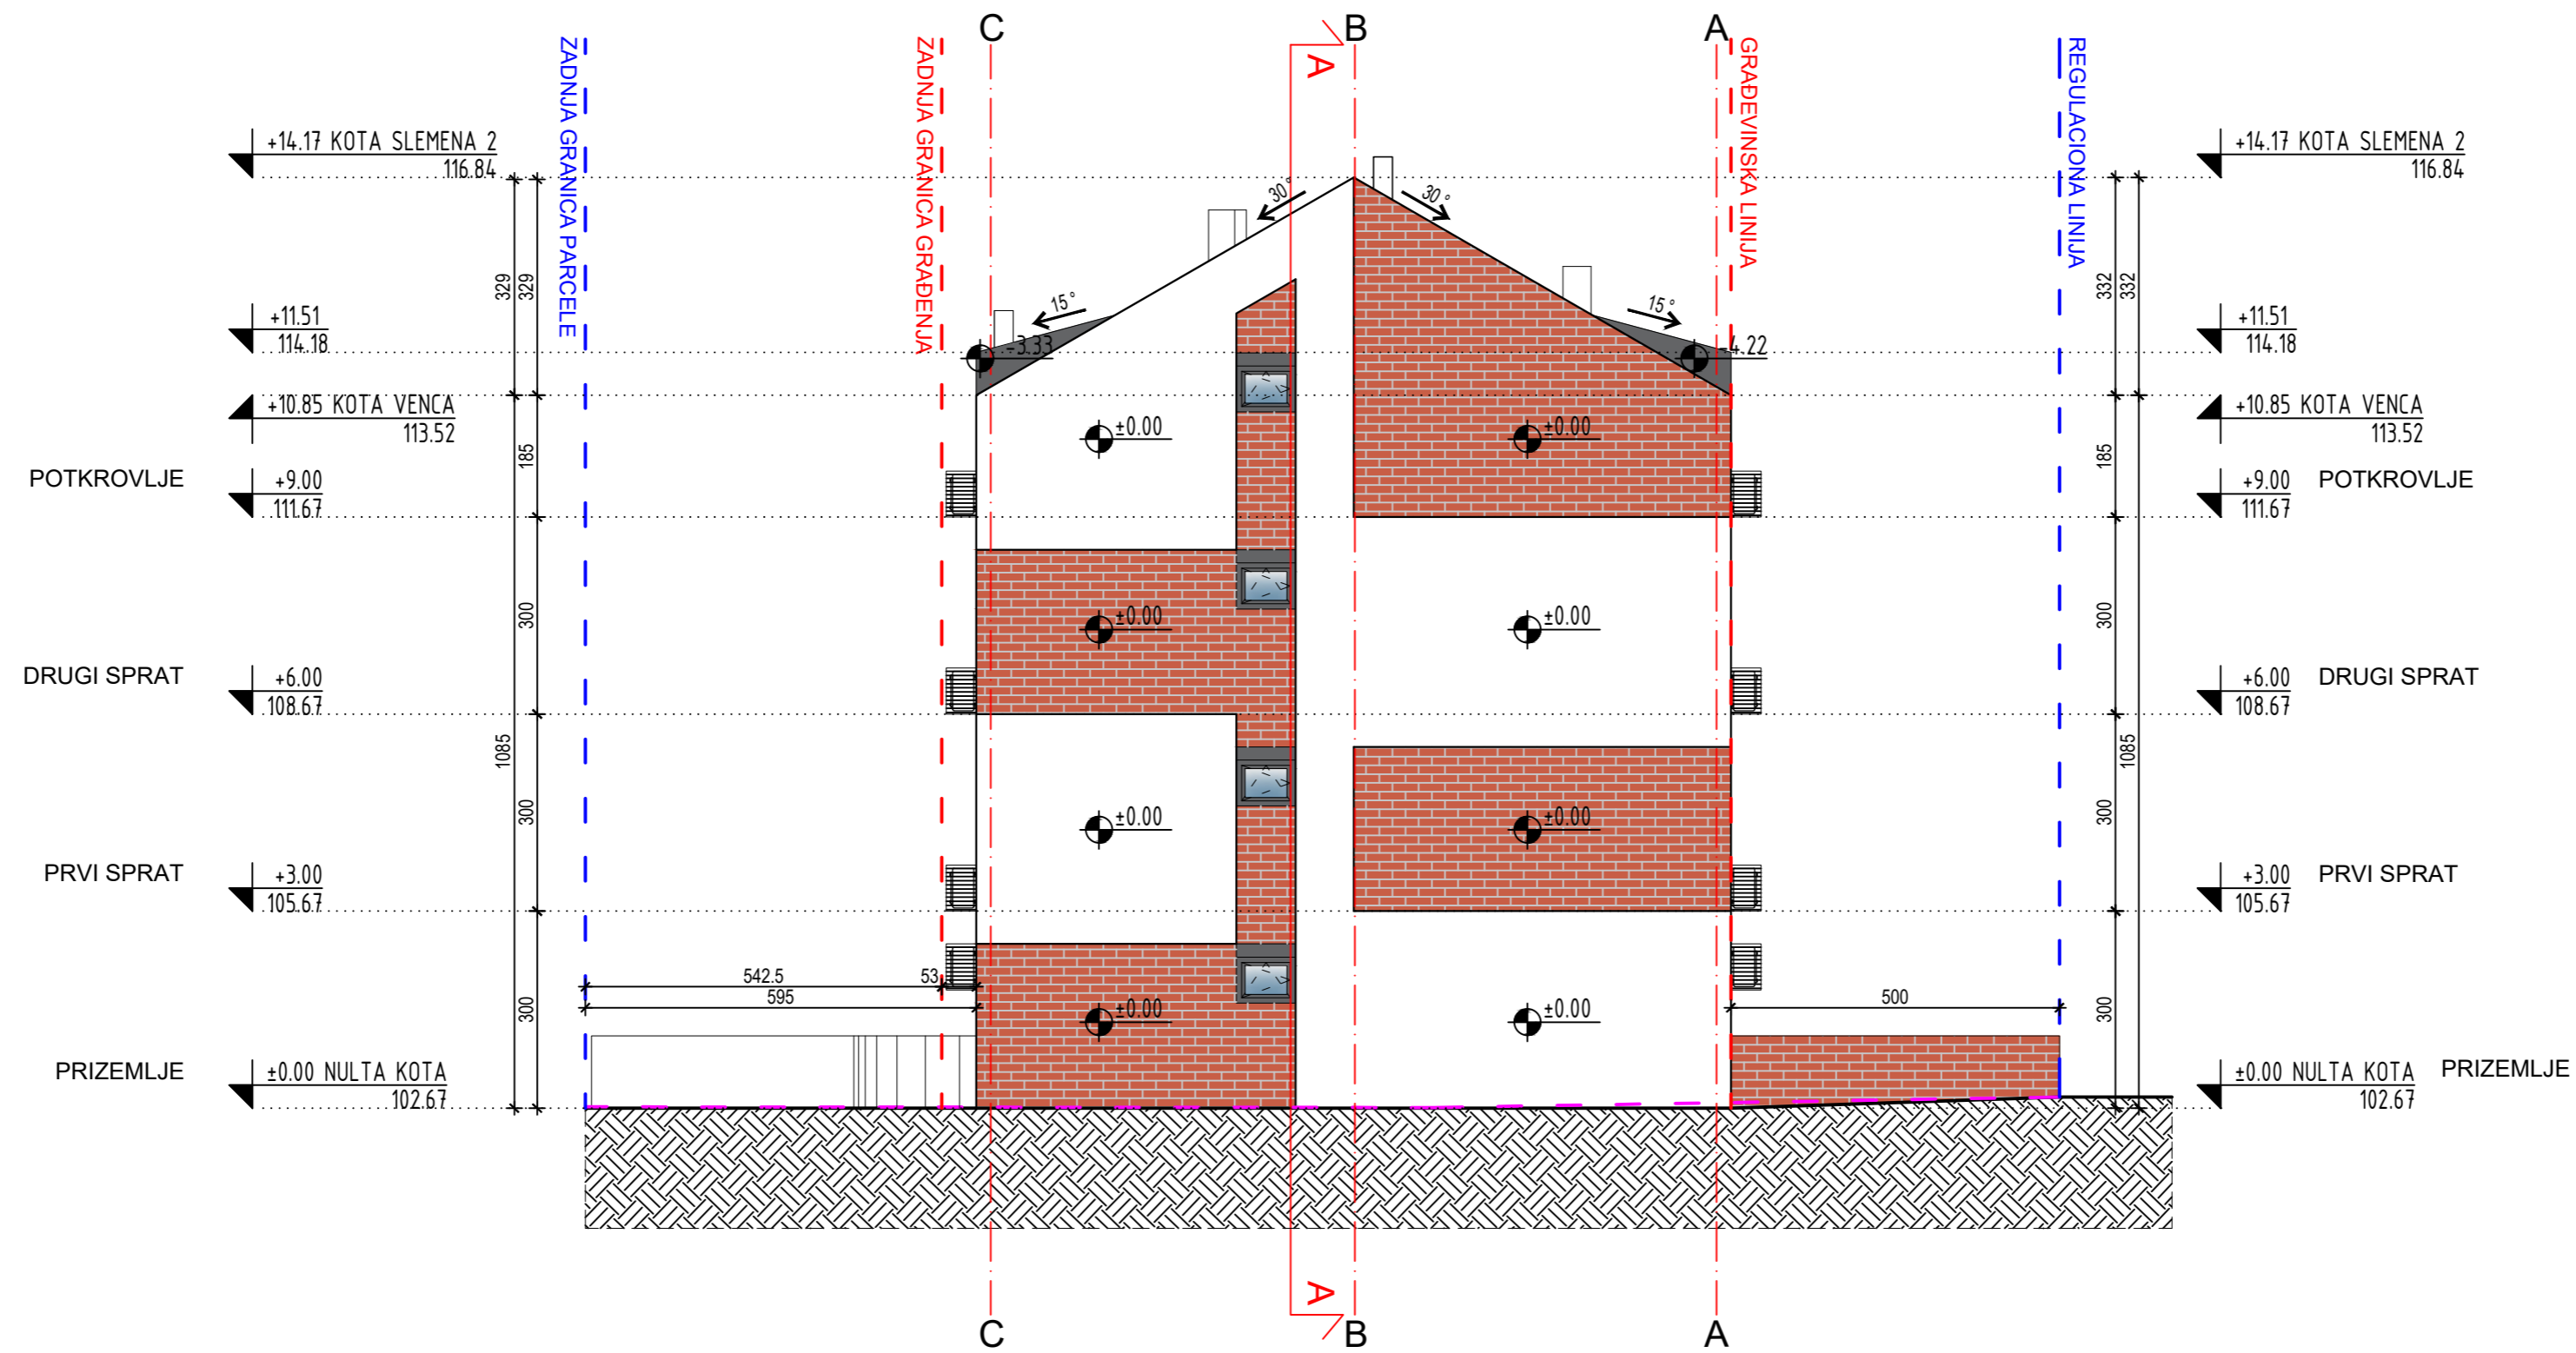 C
B
A
A
ZADNJA GRANICA PARCELE
ZADNJA GRANICA GRAĐENJA
GRAĐEVINSKA LINIJA
REGULACIONA LINIJA
+14.17 KOTA SLEMENA 2
116.84
+14.17 KOTA SLEMENA 2
116.84
30°
30°
329
329
332
332
15°
15°
+11.51
114.18
+11.51
114.18
-3.33
-4.22
+10.85 KOTA VENCA
113.52
+10.85 KOTA VENCA
113.52
±0.00
±0.00
185
185
POTKROVLJE
+9.00
111.67
+9.00
111.67
POTKROVLJE
300
±0.00
±0.00
300
DRUGI SPRAT
+6.00
108.67
+6.00
108.67
DRUGI SPRAT
1085
1085
300
±0.00
±0.00
300
PRVI SPRAT
+3.00
105.67
+3.00
105.67
PRVI SPRAT
542.5
53
595
500
300
±0.00
±0.00
300
PRIZEMLJE
±0.00 NULTA KOTA
102.67
±0.00 NULTA KOTA
102.67
PRIZEMLJE
A
C
B
A